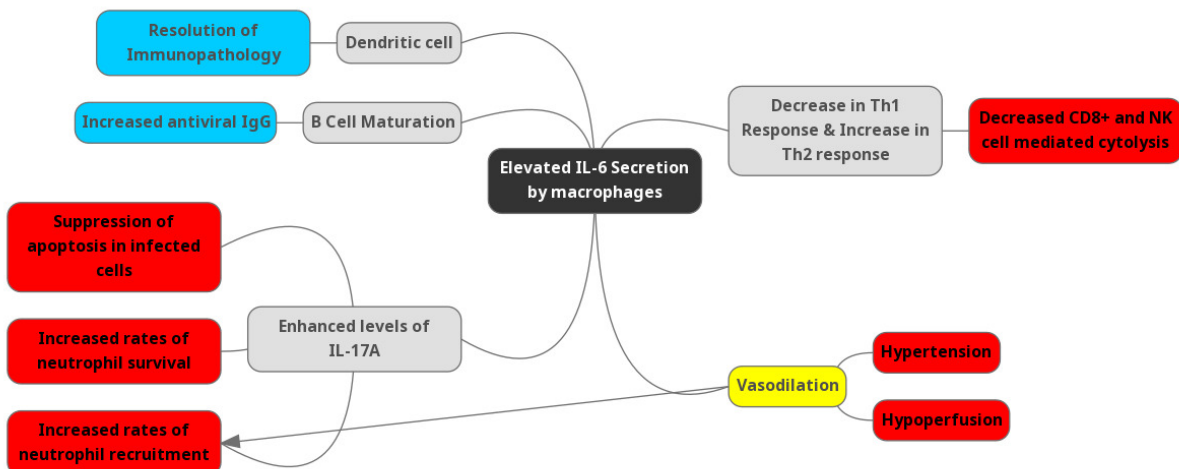 Resolution of
Immunopathology
Dendritic cell
Increased antiviral IgG
B Cell Maturation
Elevated IL-6 Secretion
by macrophages
Decrease in Th1
Response & Increase in
Th2 response
Decreased CD8+ and NK
cell mediated cytolysis
Suppression of
apoptosis in infected
cells
Increased rates of
neutrophil survival
Increased rates of
neutrophil recruitment
Enhanced levels of
IL-17A
Vasodilation
Hypertension
Hypoperfusion